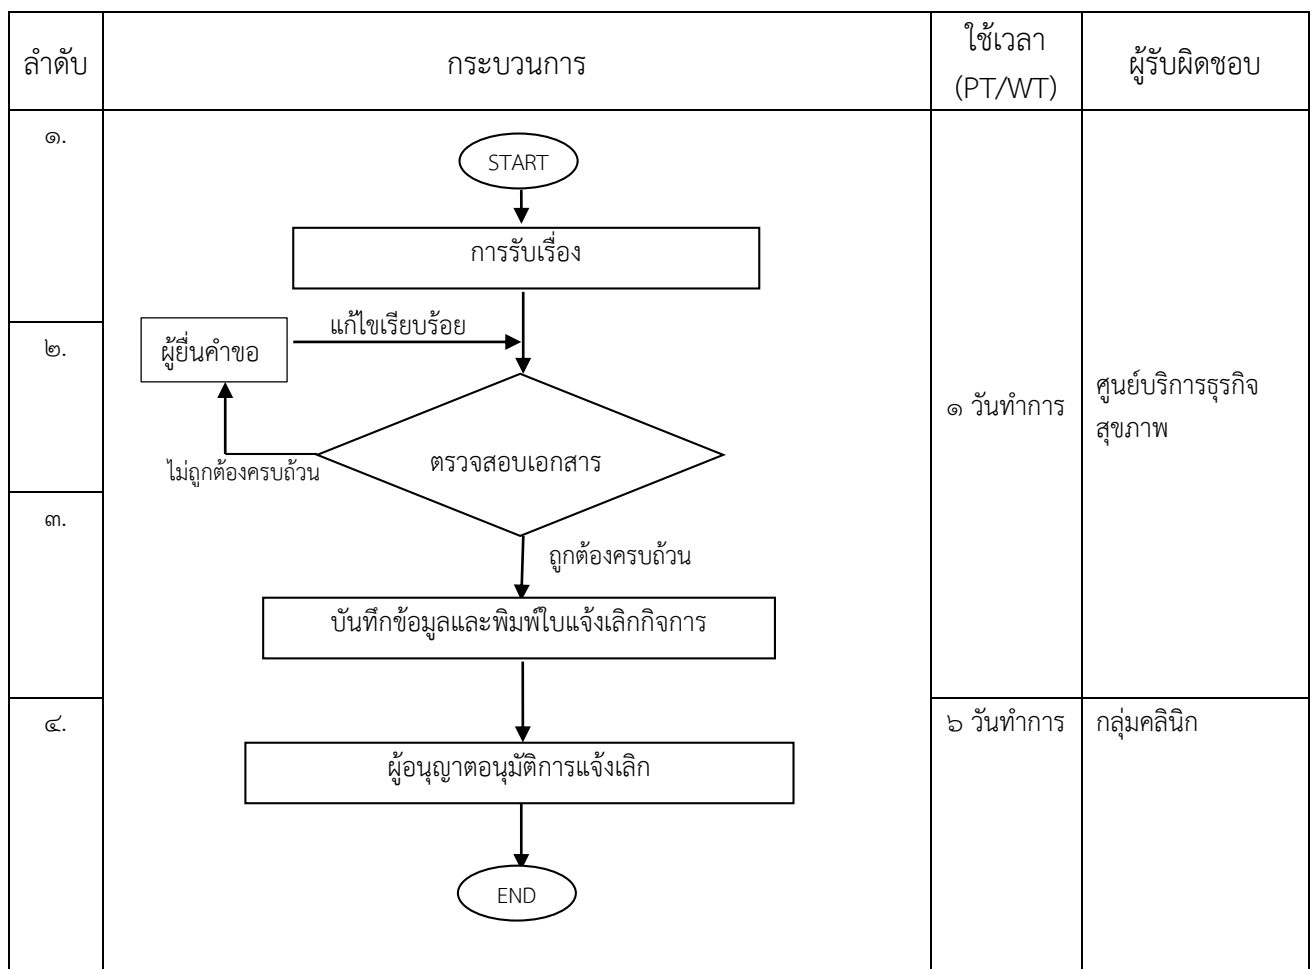 ลำดับ
กระบวนการ
ใช้เวลา
(PT/WT)
ผู้รับผิดชอบ
๑.
START
การรับเรื่อง
แก้ไขเรียบร้อย
๒.
ผู้ยื่นคำขอ
ตรวจสอบเอกสาร
ไม่ถูกต้องครบถ้วน
๑ วันทำการ
ศูนย์บริการธุรกิจ
สุขภาพ
๓.
ถูกต้องครบถ้วน
บันทึกข้อมูลและพิมพ์ใบแจ้งเลิกกิจการ
๔.
๖ วันทำการ
กลุ่มคลินิก
ผู้อนุญาตอนุมัติการแจ้งเลิก
END